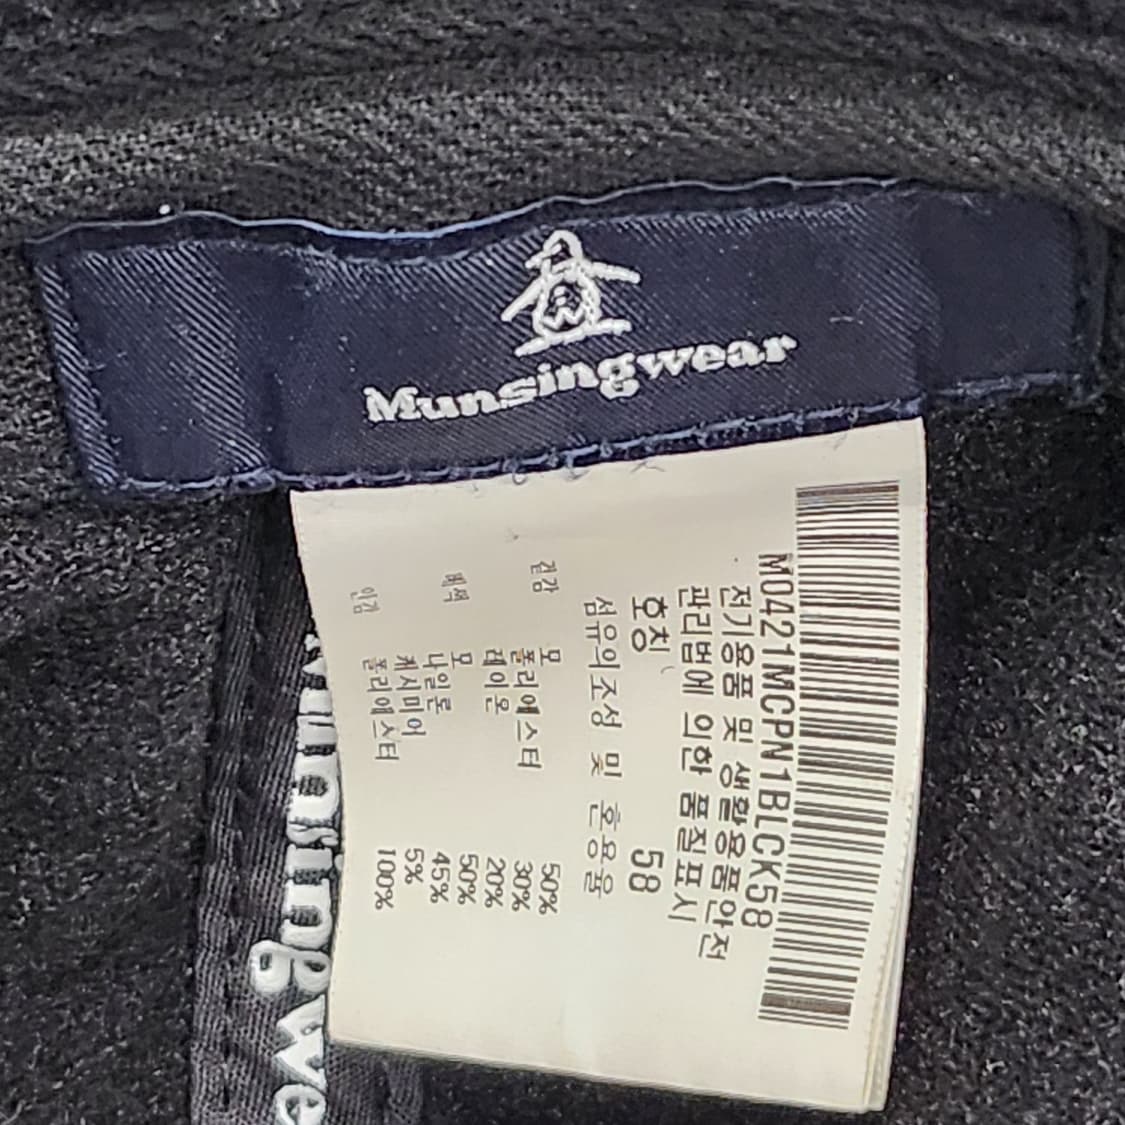 W
Munsingwear
M0421MCPN1BLCK58
전기용품 및 생활용품안전
관리법에 의한 품질표시
호칭 58
섬유의조성 및 혼용율
겉감 모 50%
폴리에스터 30%
레이온 20%
배색 모 50%
나일론 45%
캐시미어 5%
안감 폴리에스터 100%
Munsingwe